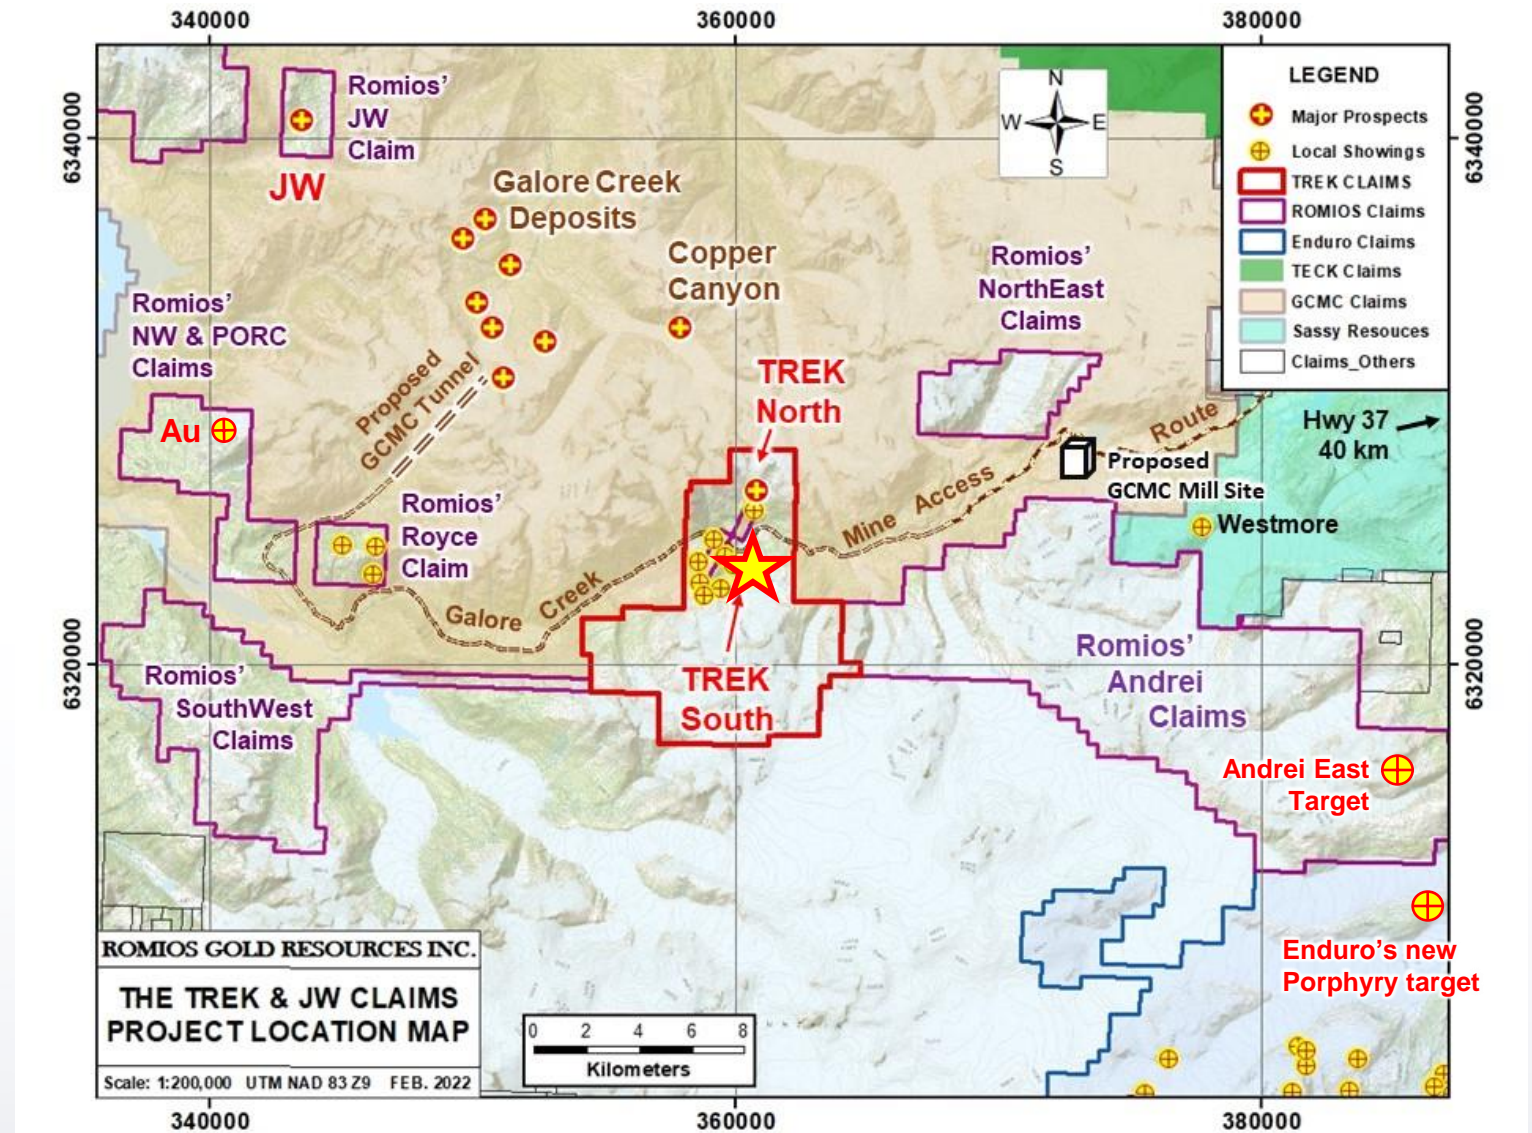 340000
360000
380000
6340000
6320000
6340000
6320000
Romios’
JW
Claim
JW
Galore Creek
Deposits
Copper
Canyon
Romios’
NW & PORC
Claims
Au
Proposed
GCMC Tunnel
Romios’
Royce
Claim
TREK
North
Romios’
NorthEast
Claims
N
W
E
S
LEGEND
Major Prospects
Local Showings
TREK CLAIMS
ROMIOS Claims
Enduro Claims
TECK Claims
GCMC Claims
Sassy Resouces
Claims_Others
Hwy 37
40 km
Galore Creek Mine Access Route
Proposed
GCMC Mill Site
Westmore
Romios’
SouthWest
Claims
TREK
South
Romios’
Andrei
Claims
Andrei East
Target
Enduro’s new
Porphyry target
ROMIOS GOLD RESOURCES INC.
THE TREK & JW CLAIMS
PROJECT LOCATION MAP
Scale: 1:200,000 UTM NAD 83 Z9 FEB. 2022
0 2 4 6 8
Kilometers
340000
360000
380000